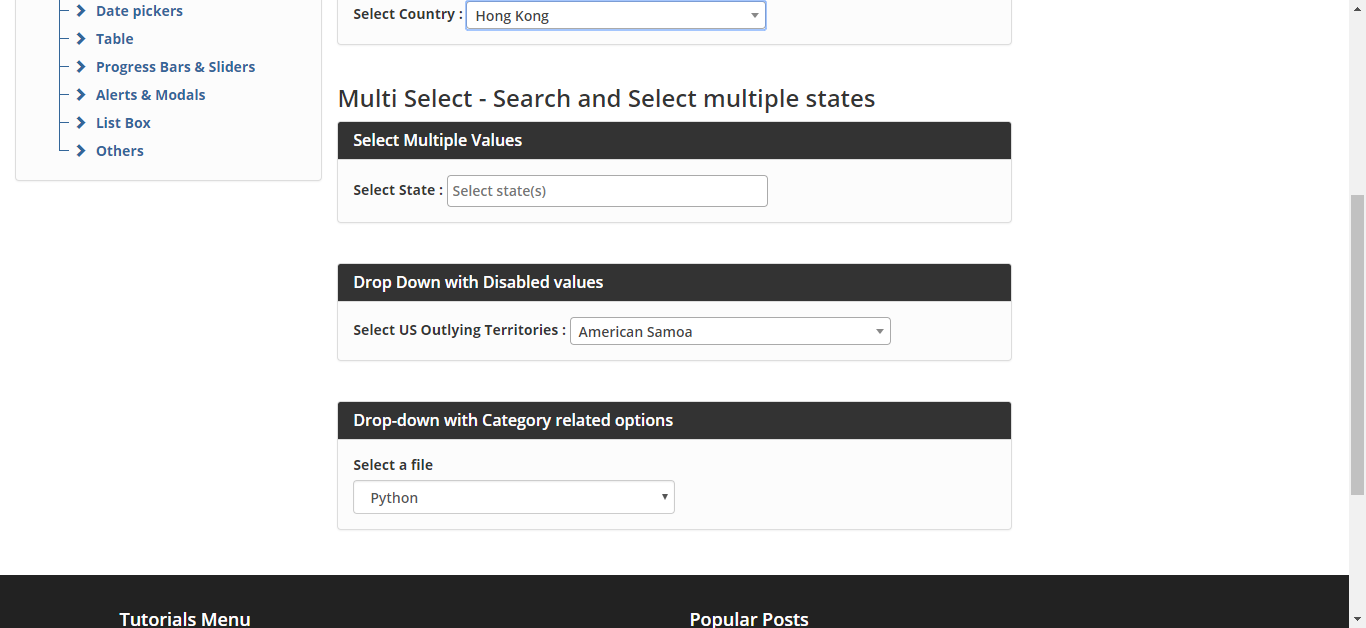 Date pickers
Table
Progress Bars & Sliders
Alerts & Modals
List Box
Others
Select Country : Hong Kong
Multi Select - Search and Select multiple states
Select Multiple Values
Select State : Select state(s)
Drop Down with Disabled values
Select US Outlying Territories : American Samoa
Drop-down with Category related options
Select a file
Python
Tutorials Menu
Popular Posts